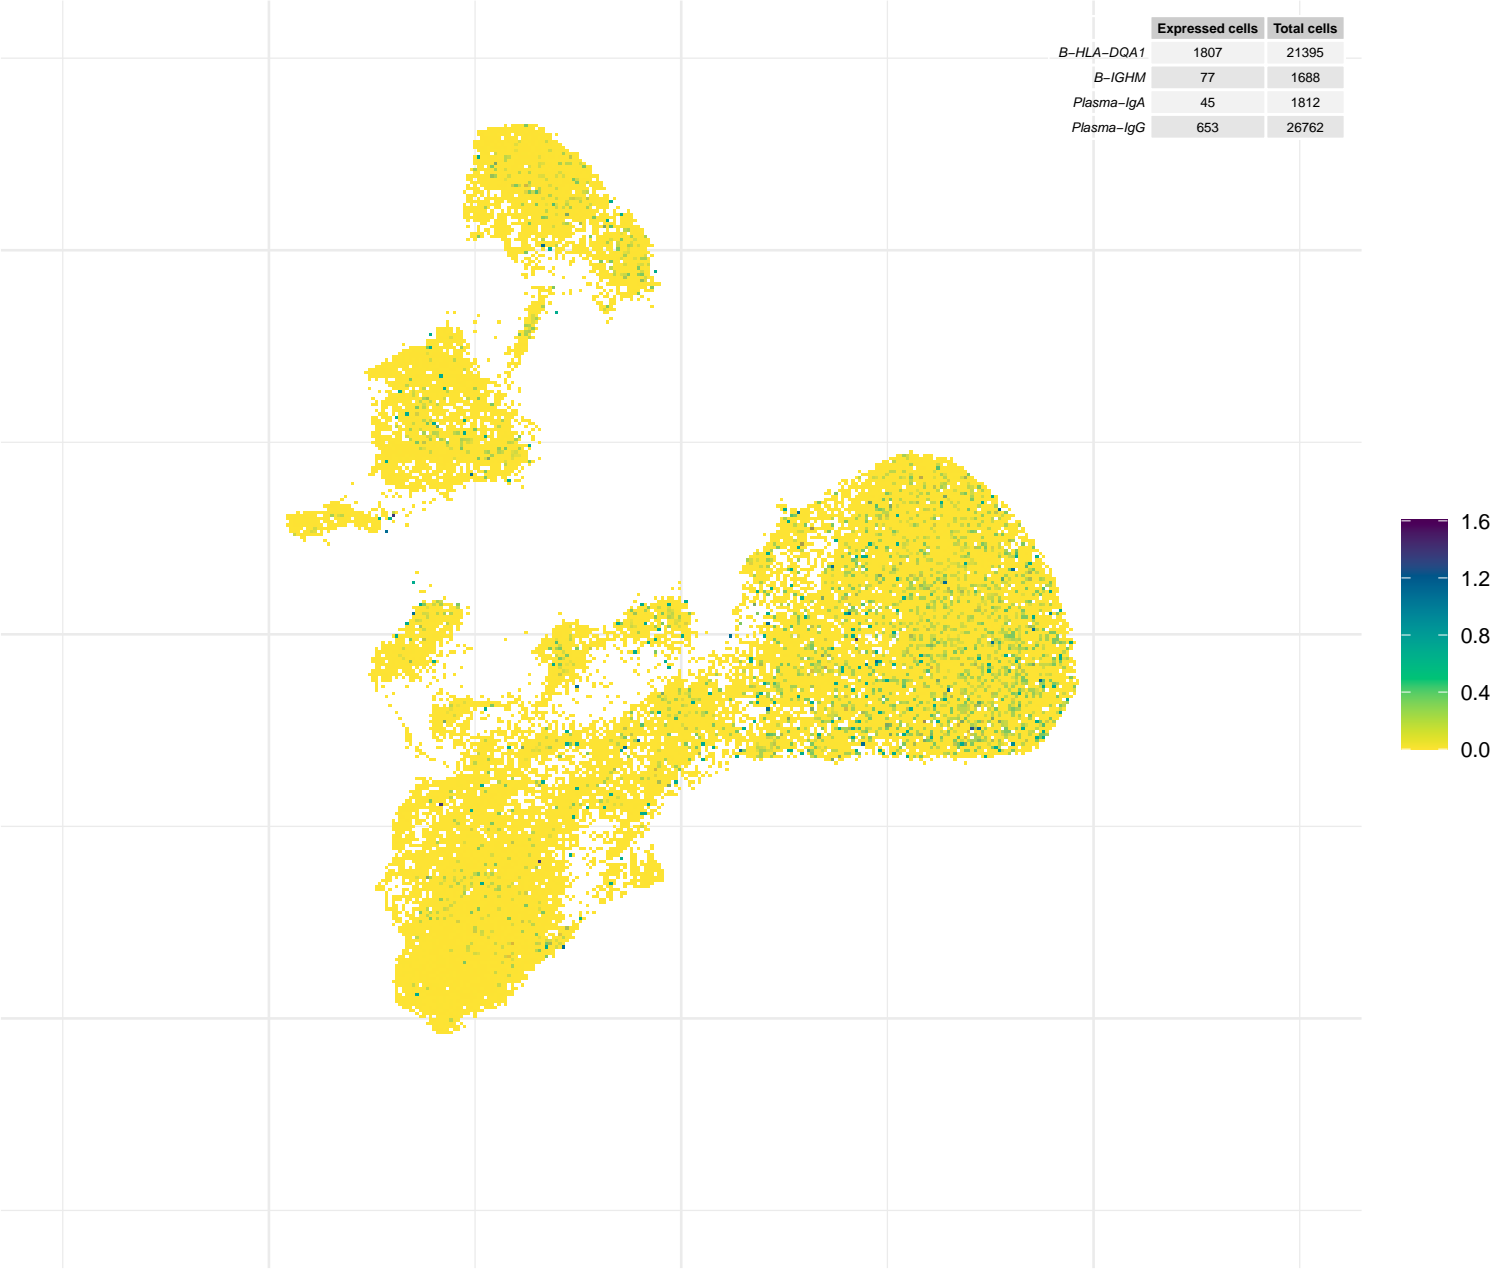 Expressed cells Total cells
B−HLA−DQA1 1807 21395
B−IGHM 77 1688
Plasma−IgA 45 1812
Plasma−IgG 653 26762
1.6
1.2
0.8
0.4
0.0